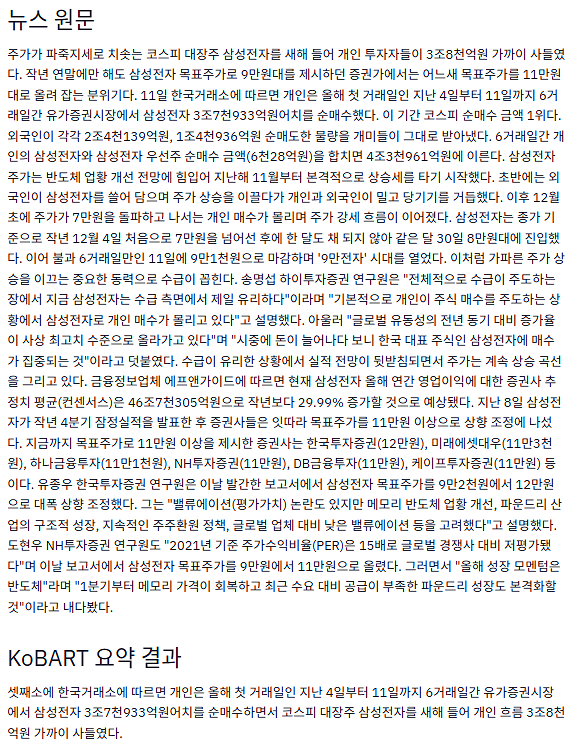 뉴스 원문
주가가 파죽지세로 치솟는 코스피 대장주 삼성전자를 새해 들어 개인 투자자들이 3조8천억원 가까이 사들였
다. 작년 연말에만 해도 삼성전자 목표주가로 9만원대를 제시하던 증권가에서는 어느새 목표주가를 11만원
대로 올려 잡는 분위기다. 11일 한국거래소에 따르면 개인은 올해 첫 거래일인 지난 4일부터 11일까지 6거
래일간 유가증권시장에서 삼성전자 3조7천933억원어치를 순매수했다. 이 기간 코스피 순매수 금액 1위다.
외국인이 각각 2조4천139억원, 1조4천936억원 순매도한 물량을 개미들이 그대로 받아냈다. 6거래일간 개
인의 삼성전자와 삼성전자 우선주 순매수 금액(6천28억원)을 합치면 4조3천961억원에 이른다. 삼성전자
주가는 반도체 업황 개선 전망에 힘입어 지난해 11월부터 본격적으로 상승세를 타기 시작했다. 초반에는 외
국인이 삼성전자를 쓸어 담으며 주가 상승을 이끌다가 개인과 외국인이 밀고 당기기를 거듭했다. 이후 12월
초에 주가가 7만원을 돌파하고 나서는 개인 매수가 몰리며 주가 강세 흐름이 이어졌다. 삼성전자는 종가 기
준으로 작년 12월 4일 처음으로 7만원을 넘어선 후에 한 달도 채 되지 않아 같은 달 30일 8만원대에 진입했
다. 이어 불과 6거래일만인 11일에 9만1천원으로 마감하며 '9만전자' 시대를 열었다. 이처럼 가파른 주가 상
승을 이끄는 중요한 동력으로 수급이 꼽힌다. 송명섭 하이투자증권 연구원은 "전체적으로 수급이 주도하는
장에서 지금 삼성전자는 수급 측면에서 제일 유리하다"이라며 "기본적으로 개인이 주식 매수를 주도하는 상
황에서 삼성전자로 개인 매수가 몰리고 있다"고 설명했다. 아울러 "글로벌 유동성의 전년 동기 대비 증가율
이 사상 최고치 수준으로 올라가고 있다"며 "시중에 돈이 늘어나다 보니 한국 대표 주식인 삼성전자에 매수
가 집중되는 것"이라고 덧붙였다. 수급이 유리한 상황에서 실적 전망이 뒷받침되면서 주가는 계속 상승 곡선
을 그리고 있다. 금융정보업체 에프앤가이드에 따르면 현재 삼성전자 올해 연간 영업이익에 대한 증권사 추
정치 평균(컨센서스)은 46조7천305억원으로 작년보다 29.99% 증가할 것으로 예상됐다. 지난 8일 삼성전
자가 작년 4분기 잠정실적을 발표한 후 증권사들은 잇따라 목표주가를 11만원 이상으로 상향 조정에 나섰
다. 지금까지 목표주가로 11만원 이상을 제시한 증권사는 한국투자증권(12만원), 미래에셋대우(11만3천
원), 하나금융투자(11만1천원), NH투자증권(11만원), DB금융투자(11만원), 케이프투자증권(11만원) 등
이다. 유종우 한국투자증권 연구원은 이날 발간한 보고서에서 삼성전자 목표주가를 9만2천원에서 12만원
으로 대폭 상향 조정했다. 그는 "밸류에이션(평가가치) 논란도 있지만 메모리 반도체 업황 개선, 파운드리 산
업의 구조적 성장, 지속적인 주주환원 정책, 글로벌 업체 대비 낮은 밸류에이션 등을 고려했다"고 설명했다.
도현우 NH투자증권 연구원도 "2021년 기준 주가수익비율(PER)은 15배로 글로벌 경쟁사 대비 저평가됐
다"며 이날 보고서에서 삼성전자 목표주가를 9만원에서 11만원으로 올렸다. 그러면서 "올해 성장 모멘텀은
반도체"라며 "1분기부터 메모리 가격이 회복하고 최근 수요 대비 공급이 부족한 파운드리 성장도 본격화할
것"이라고 내다봤다.
KoBART 요약 결과
셋째소에 한국거래소에 따르면 개인은 올해 첫 거래일인 지난 4일부터 11일까지 6거래일간 유가증권시장
에서 삼성전자 3조7천933억원어치를 순매수하면서 코스피 대장주 삼성전자를 새해 들어 개인 흐름 3조8천
억원 가까이 사들였다.